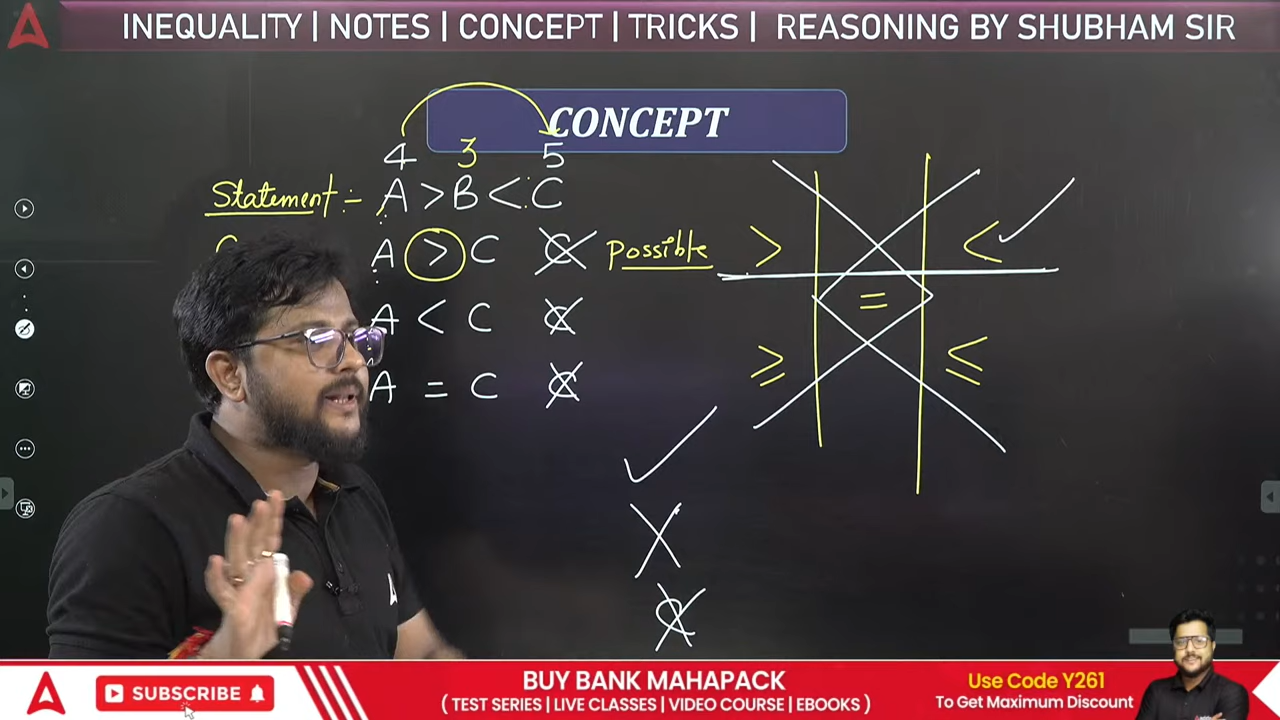 INEQUALITY | NOTES | CONCEPT | TRICKS | REASONING BY SHUBHAM SIR
CONCEPT
4 3 5
Statement :- A > B < C
A > C possible
A < C
A = C
> <
=
≥ ≤
SUBSCRIBE
BUY BANK MAHAPACK
( TEST SERIES | LIVE CLASSES | VIDEO COURSE | EBOOKS )
Use Code Y261
To Get Maximum Discount